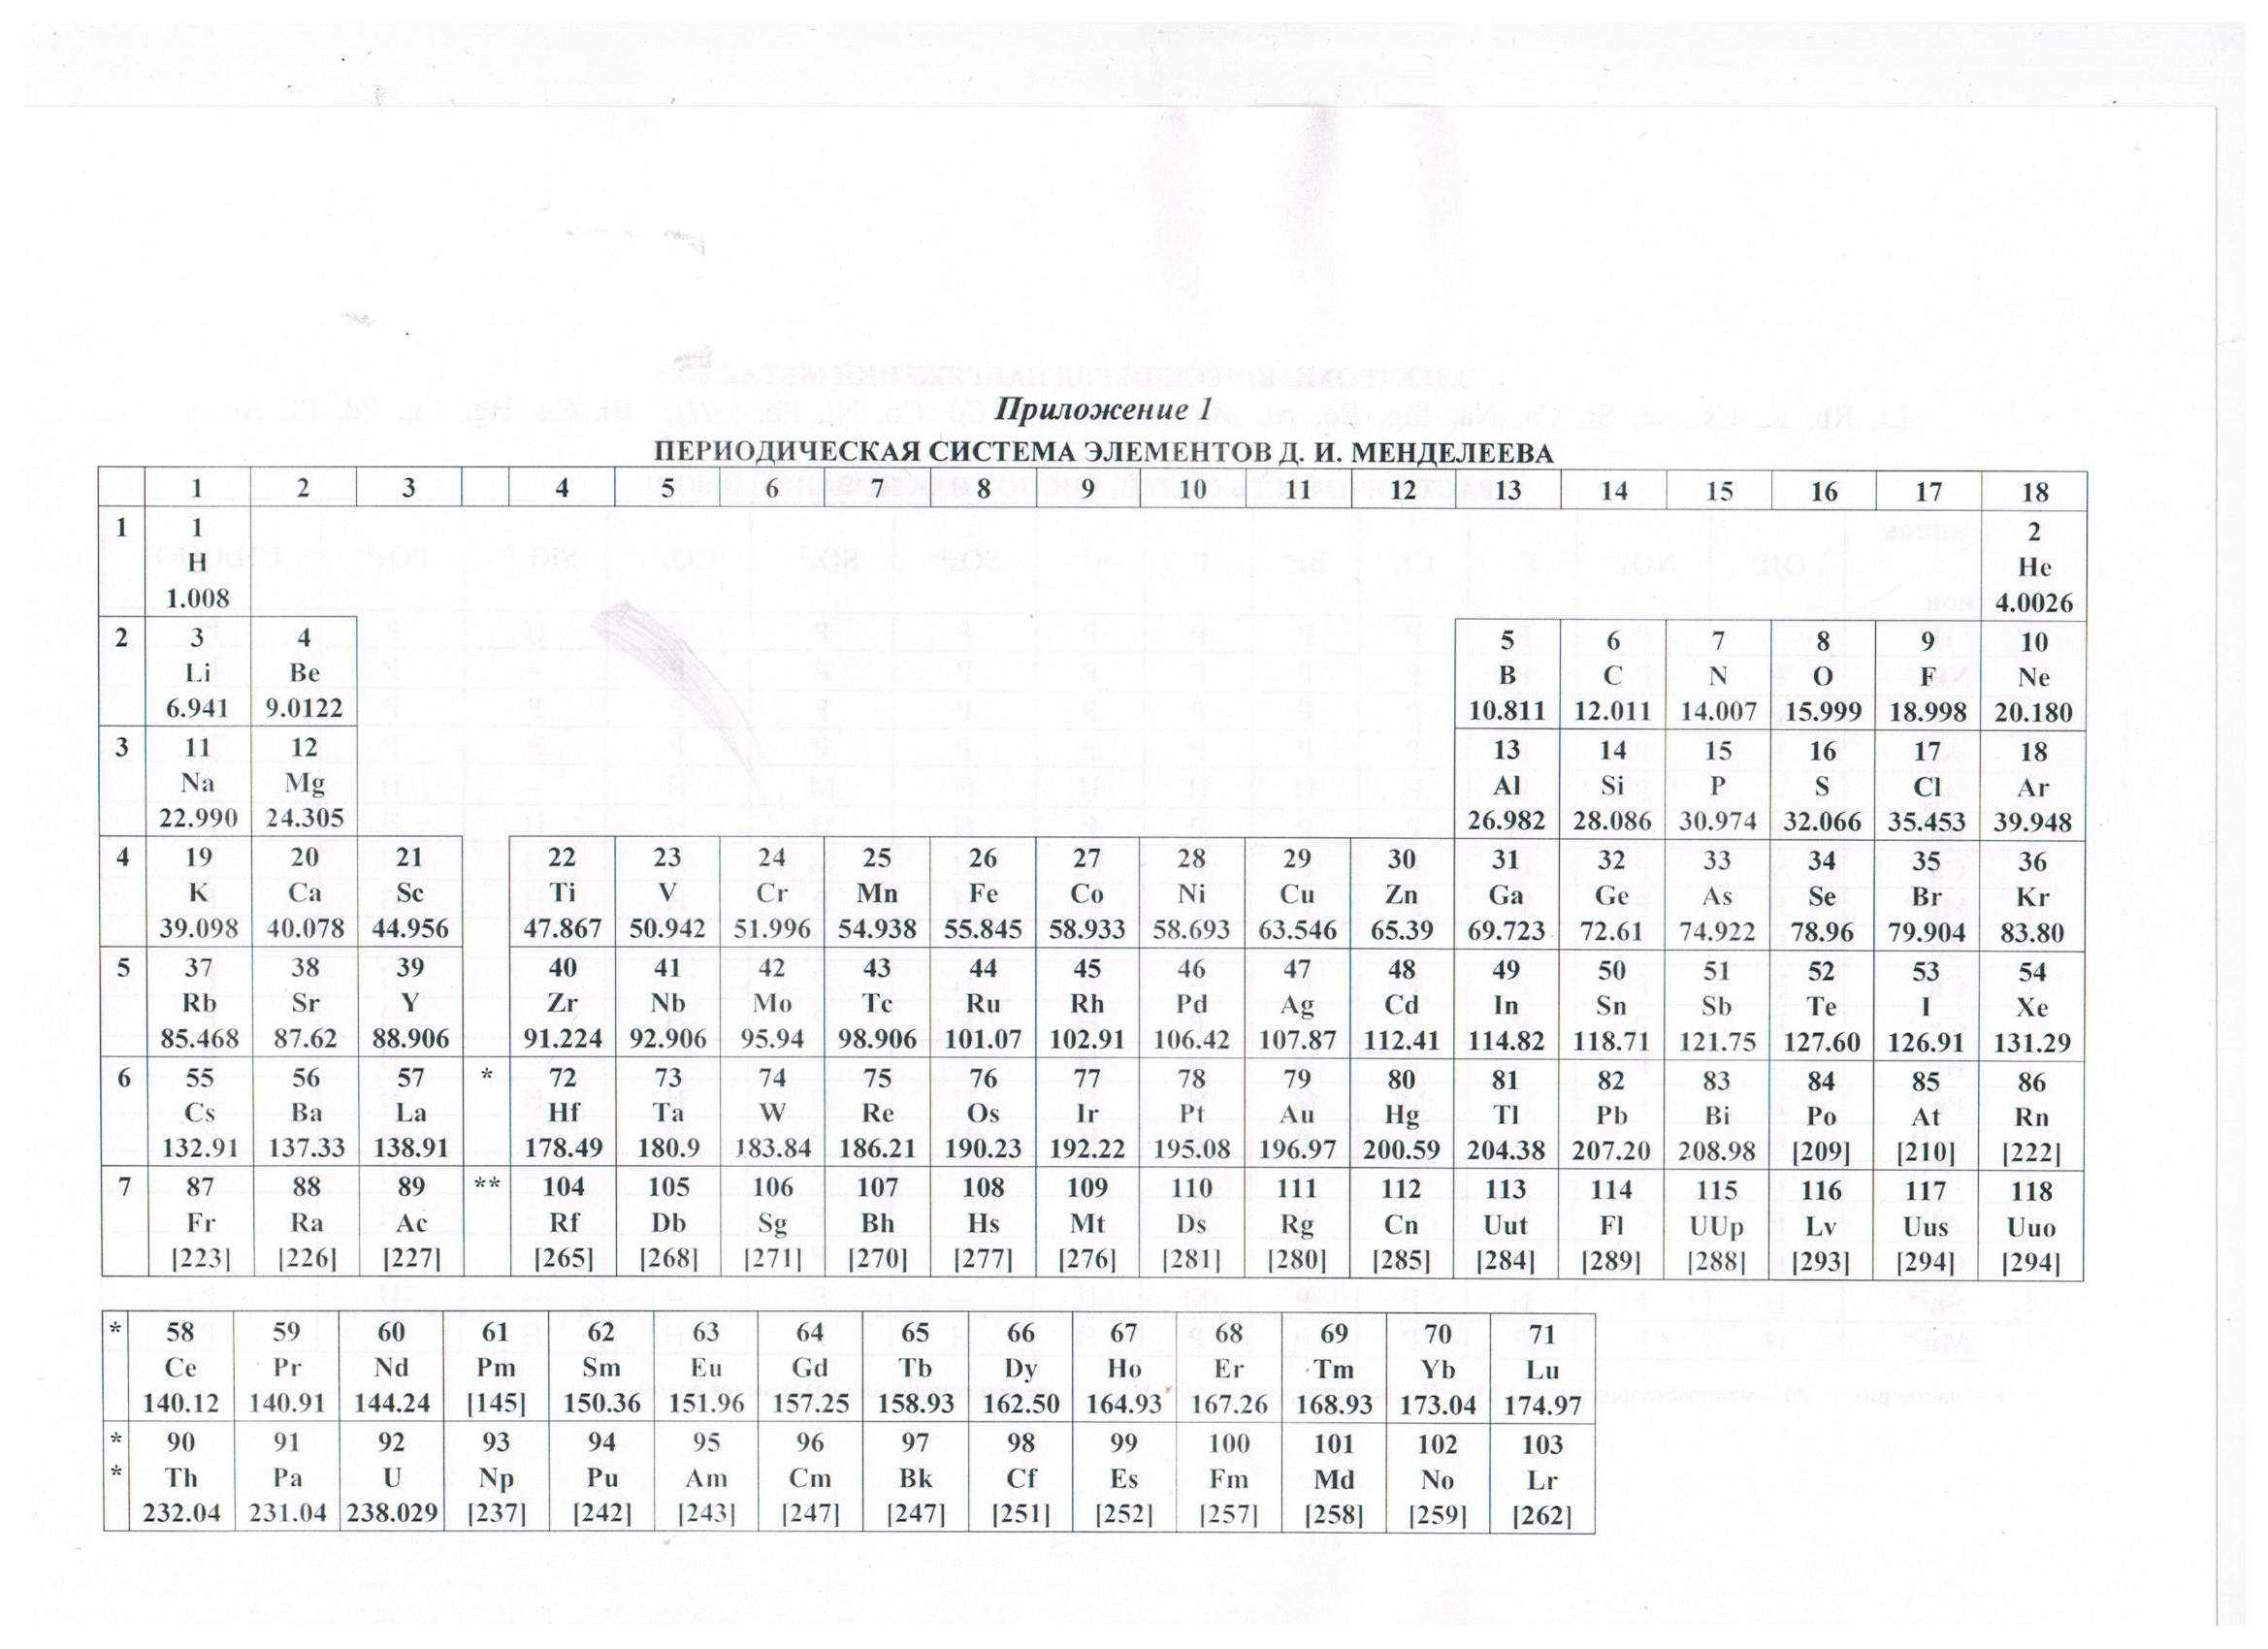 Приложение 1
ПЕРИОДИЧЕСКАЯ СИСТЕМА ЭЛЕМЕНТОВ Д. И. МЕНДЕЛЕЕВА
1 2 3 4 5 6 7 8 9 10 11 12 13 14 15 16 17 18
1 1 2
H He
1.008 4.0026
2 3 4 5 6 7 8 9 10
Li Be B C N O F Ne
6.941 9.0122 10.811 12.011 14.007 15.999 18.998 20.180
3 11 12 13 14 15 16 17 18
Na Mg Al Si P S Cl Ar
22.990 24.305 26.982 28.086 30.974 32.066 35.453 39.948
4 19 20 21 22 23 24 25 26 27 28 29 30 31 32 33 34 35 36
K Ca Sc Ti V Cr Mn Fe Co Ni Cu Zn Ga Ge As Se Br Kr
39.098 40.078 44.956 47.867 50.942 51.996 54.938 55.845 58.933 58.693 63.546 65.39 69.723 72.61 74.922 78.96 79.904 83.80
5 37 38 39 40 41 42 43 44 45 46 47 48 49 50 51 52 53 54
Rb Sr Y Zr Nb Mo Tc Ru Rh Pd Ag Cd In Sn Sb Te I Xe
85.468 87.62 88.906 91.224 92.906 95.94 98.906 101.07 102.91 106.42 107.87 112.41 114.82 118.71 121.75 127.60 126.91 131.29
6 55 56 57 * 72 73 74 75 76 77 78 79 80 81 82 83 84 85 86
Cs Ba La Hf Ta W Re Os Ir Pt Au Hg Tl Pb Bi Po At Rn
132.91 137.33 138.91 178.49 180.9 183.84 186.21 190.23 192.22 195.08 196.97 200.59 204.38 207.20 208.98 [209] [210] [222]
7 87 88 89 ** 104 105 106 107 108 109 110 111 112 113 114 115 116 117 118
Fr Ra Ac Rf Db Sg Bh Hs Mt Ds Rg Cn Uut Fl UUp Lv Uus Uuo
[223] [226] [227] [265] [268] [271] [270] [277] [276] [281] [280] [285] [284] [289] [288] [293] [294] [294]
* 58 59 60 61 62 63 64 65 66 67 68 69 70 71
Ce Pr Nd Pm Sm Eu Gd Tb Dy Ho Er Tm Yb Lu
140.12 140.91 144.24 [145] 150.36 151.96 157.25 158.93 162.50 164.93 167.26 168.93 173.04 174.97
* 90 91 92 93 94 95 96 97 98 99 100 101 102 103
* Th Pa U Np Pu Am Cm Bk Cf Es Fm Md No Lr
232.04 231.04 238.029 [237] [242] [243] [247] [247] [251] [252] [257] [258] [259] [262]